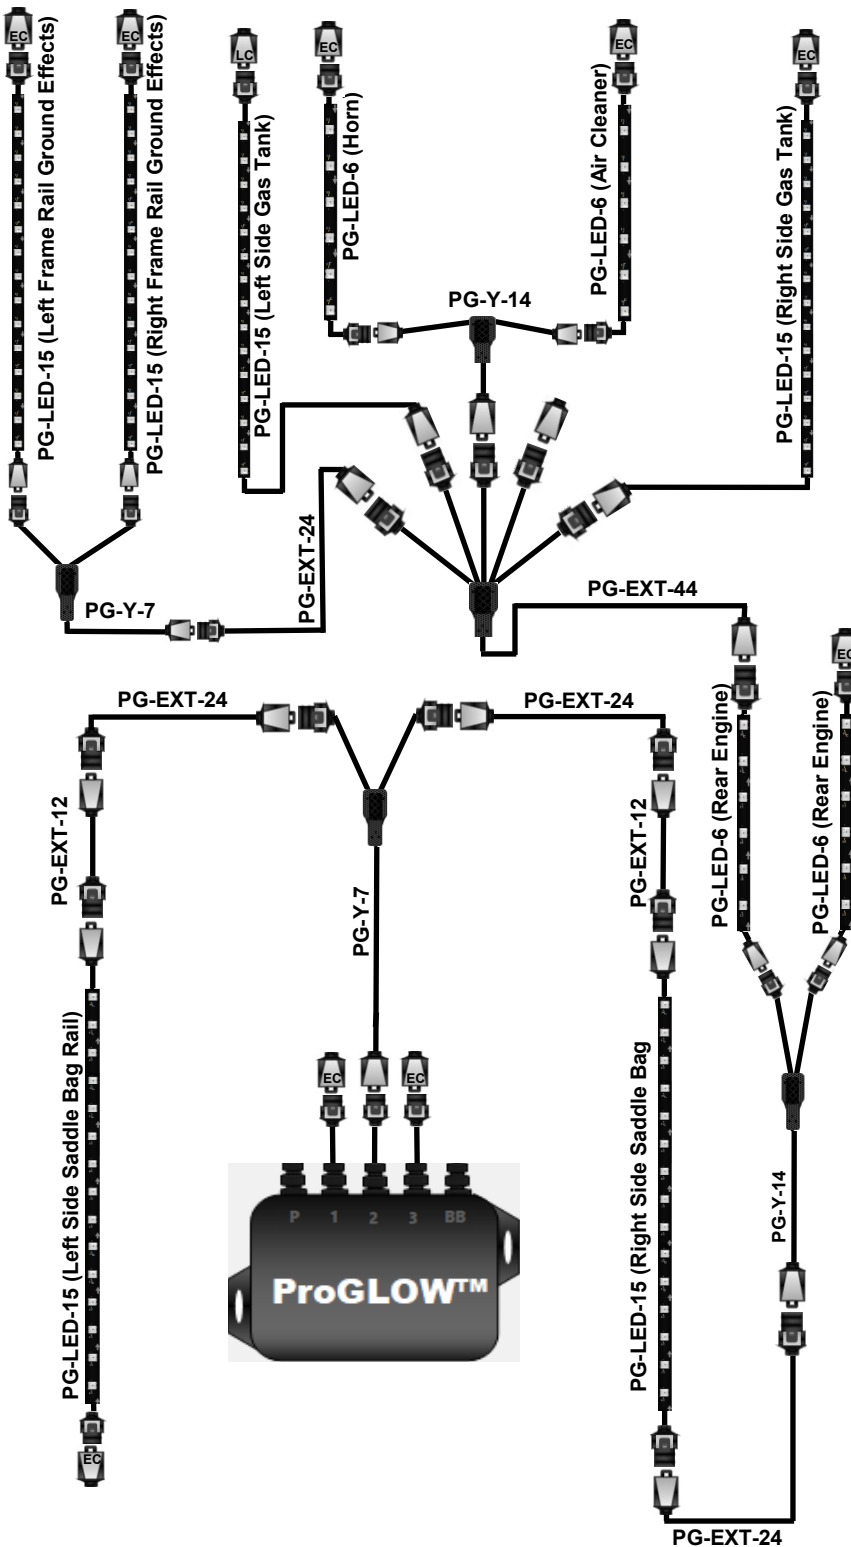 EC
EC
LC
EC
EC
EC
PG-LED-15 (Left Frame Rail Ground Effects)
PG-LED-15 (Right Frame Rail Ground Effects)
PG-LED-15 (Left Side Gas Tank)
PG-LED-6 (Horn)
PG-LED-6 (Air Cleaner)
PG-LED-15 (Right Side Gas Tank)
PG-Y-14
PG-EXT-24
PG-Y-7
PG-EXT-44
EC
PG-EXT-24
PG-EXT-24
PG-LED-6 (Rear Engine)
PG-LED-6 (Rear Engine)
PG-EXT-12
PG-EXT-12
PG-Y-7
PG-LED-15 (Left Side Saddle Bag Rail)
EC
EC
PG-LED-15 (Right Side Saddle Bag
PG-Y-14
P 1 2 3 BB
ProGLOW™
EC
PG-EXT-24